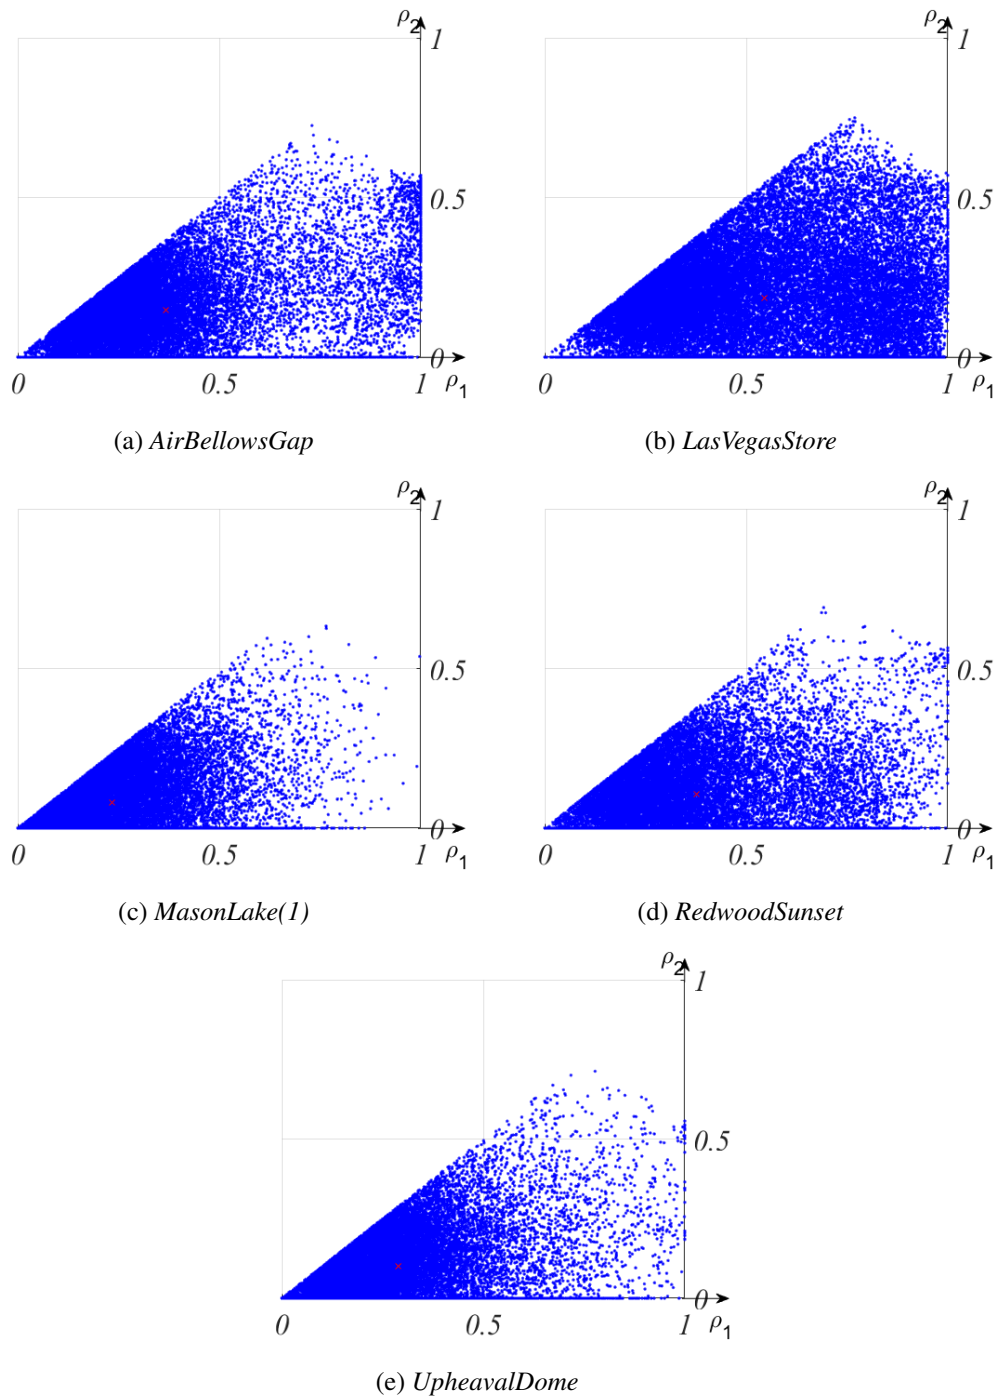 ρ2 ρ2
1 1
0.5 0.5
0 0
0 0.5 1 ρ1 0 0.5 1 ρ1
(a) AirBellowsGap (b) LasVegasStore
ρ2 ρ2
1 1
0.5 0.5
0 0
0 0.5 1 ρ1 0 0.5 1 ρ1
(c) MasonLake(1) (d) RedwoodSunset
ρ2
1
0.5
0
0 0.5 1 ρ1
(e) UpheavalDome